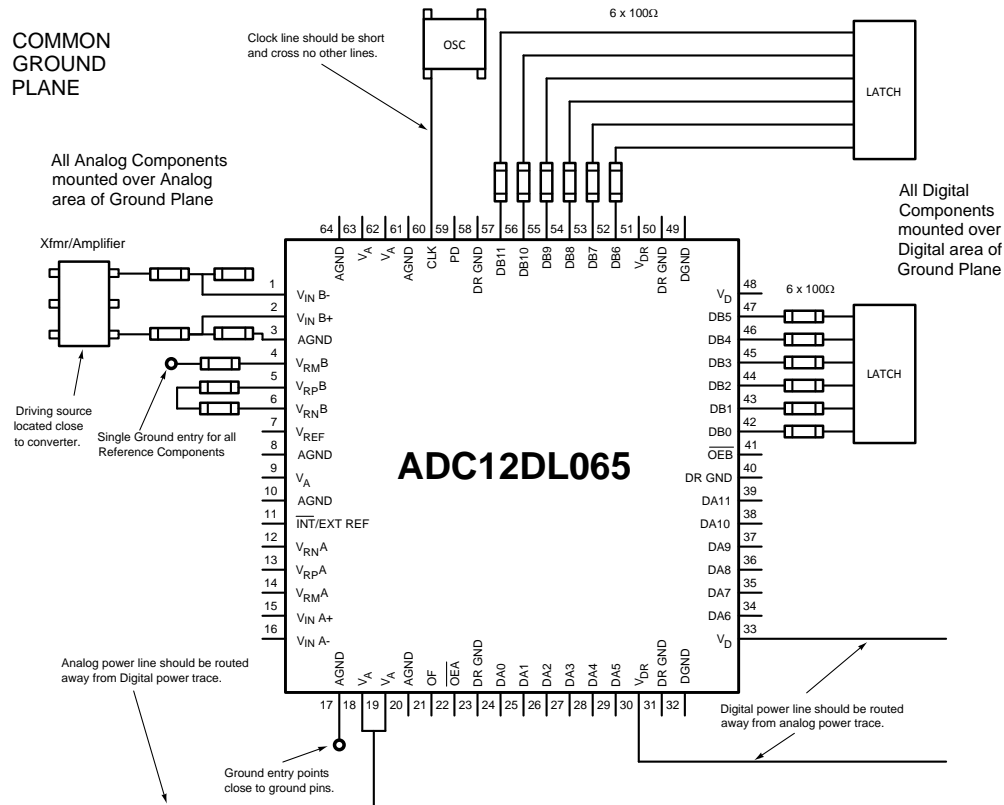 COMMON
GROUND
PLANE
Clock line should be short
and cross no other lines.
OSC
6 x 100Ω
LATCH
All Analog Components
mounted over Analog
area of Ground Plane
All Digital
Components
mounted over
Digital area of
Ground Plane
Xfmr/Amplifier
64 63 62 61 60 59 58 57 56 55 54 53 52 51 50 49
AGND VA VA AGND CLK PD DR GND DB11 DB10 DB9 DB8 DB7 DB6 VDR DR GND DGND
1 VIN B-
2 VIN B+
3 AGND
4 VRMB
5 VRPB
6 VRNB
7 VREF
8 AGND
9 VA
10 AGND
11 INT/EXT REF
12 VRNA
13 VRPA
14 VRMA
15 VIN A+
16 VIN A-
Driving source
located close
to converter.
Single Ground entry for all
Reference Components
ADC12DL065
6 x 100Ω
LATCH
VD 48
DB5 47
DB4 46
DB3 45
DB2 44
DB1 43
DB0 42
OEB 41
DR GND 40
DA11 39
DA10 38
DA9 37
DA8 36
DA7 35
DA6 34
VD 33
AGND VA VA AGND OF OEA DR GND DA0 DA1 DA2 DA3 DA4 DA5 VDR DR GND DGND
17 18 19 20 21 22 23 24 25 26 27 28 29 30 31 32
Analog power line should be routed
away from Digital power trace.
Ground entry points
close to ground pins.
Digital power line should be routed
away from analog power trace.